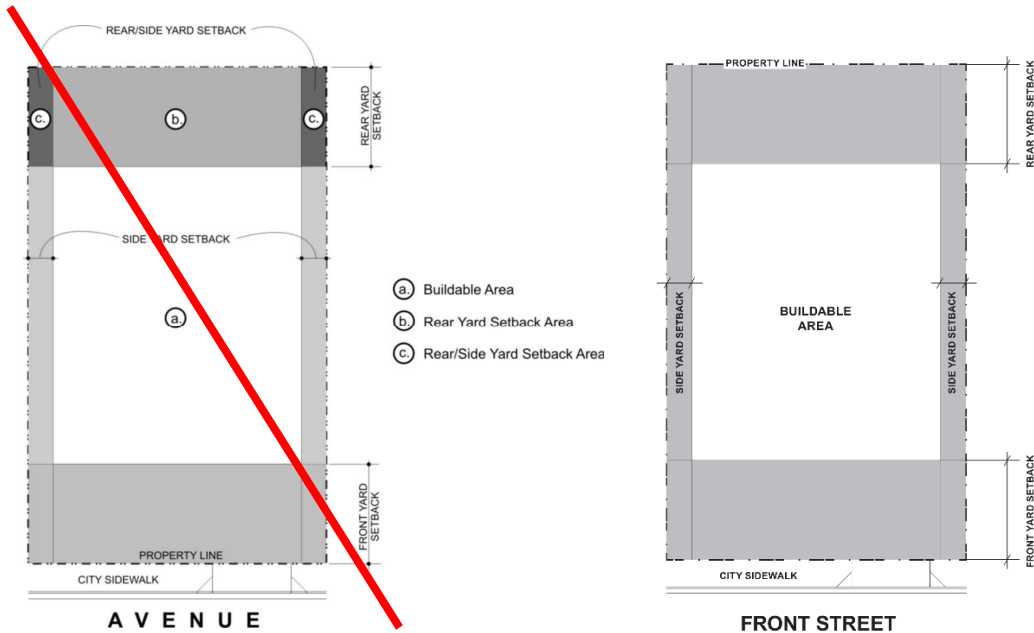 REAR/SIDE YARD SETBACK
c.
b.
c.
REAR YARD
SETBACK
SIDE YARD SETBACK
a.
a. Buildable Area
b. Rear Yard Setback Area
c. Rear/Side Yard Setback Area
FRONT YARD
SETBACK
PROPERTY LINE
CITY SIDEWALK
AVENUE
PROPERTY LINE
REAR YARD SETBACK
BUILDABLE
AREA
SIDE YARD SETBACK
SIDE YARD SETBACK
FRONT YARD SETBACK
CITY SIDEWALK
FRONT STREET